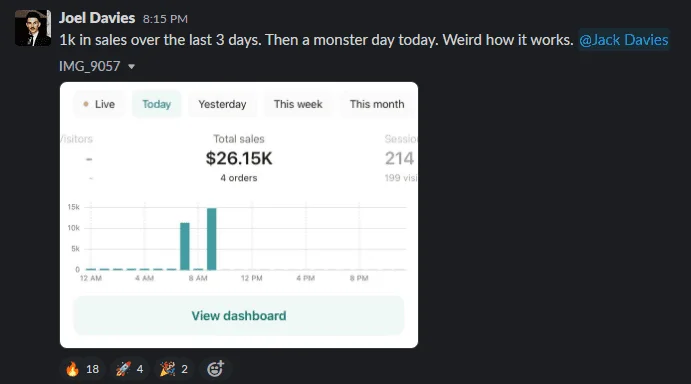 Joel Davies 8:15 PM
1k in sales over the last 3 days. Then a monster day today. Weird how it works. @Jack Davies
IMG_9057
Live Today Yesterday This week This month
Visitors Total sales Sessio
- $26.15K 214
- 4 orders 199 visi
15k
10k
5k
0
12 AM 4 AM 8 AM 12 PM 4 PM 8 PM
View dashboard
18 4 2